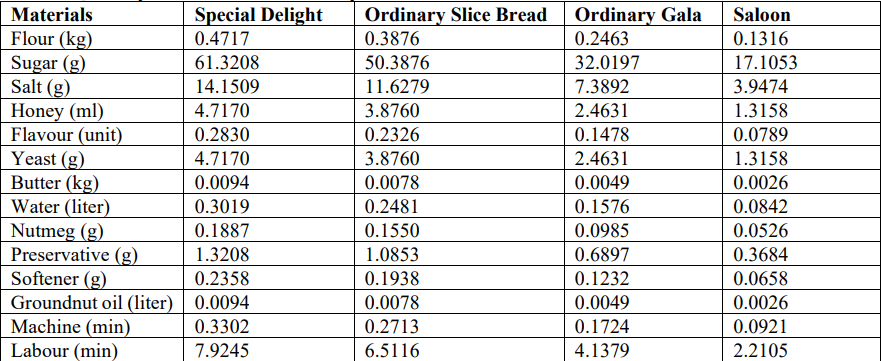 Materials Special Delight Ordinary Slice Bread Ordinary Gala Saloon
Flour (kg) 0.4717 0.3876 0.2463 0.1316
Sugar (g) 61.3208 50.3876 32.0197 17.1053
Salt (g) 14.1509 11.6279 7.3892 3.9474
Honey (ml) 4.7170 3.8760 2.4631 1.3158
Flavour (unit) 0.2830 0.2326 0.1478 0.0789
Yeast (g) 4.7170 3.8760 2.4631 1.3158
Butter (kg) 0.0094 0.0078 0.0049 0.0026
Water (liter) 0.3019 0.2481 0.1576 0.0842
Nutmeg (g) 0.1887 0.1550 0.0985 0.0526
Preservative (g) 1.3208 1.0853 0.6897 0.3684
Softener (g) 0.2358 0.1938 0.1232 0.0658
Groundnut oil (liter) 0.0094 0.0078 0.0049 0.0026
Machine (min) 0.3302 0.2713 0.1724 0.0921
Labour (min) 7.9245 6.5116 4.1379 2.2105